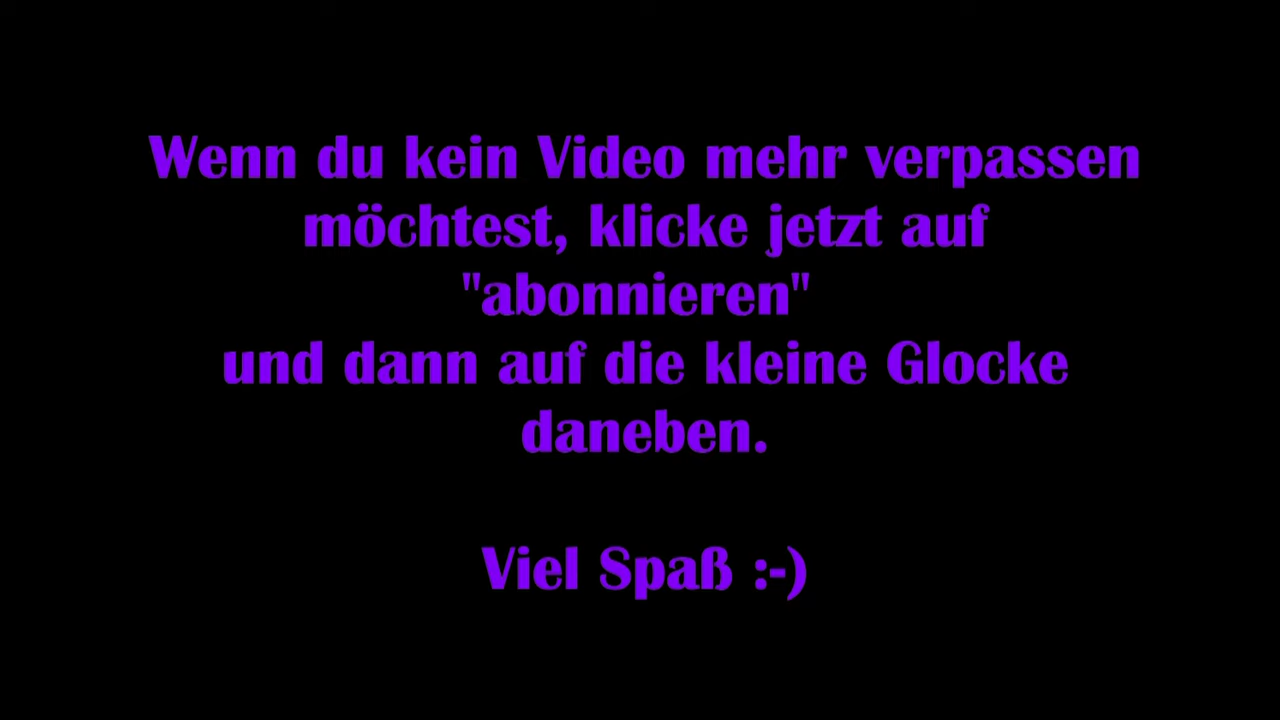 Wenn du kein Video mehr verpassen
möchtest, klicke jetzt auf
"abonnieren"
und dann auf die kleine Glocke
daneben.
Viel Spaß :-)